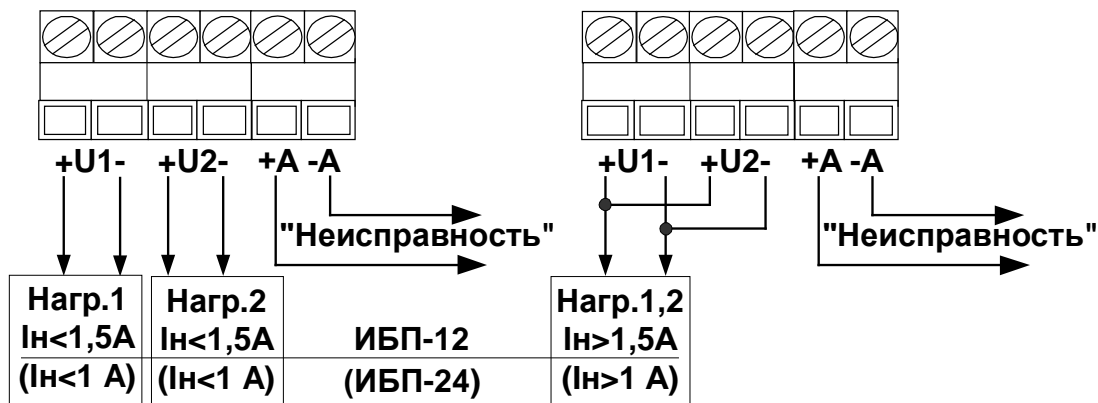 +U1- +U2- +A -A
"Неисправность"
Нагр.1
Iн<1,5А
(Iн<1 А)
Нагр.2
Iн<1,5А
(Iн<1 А)
ИБП-12
(ИБП-24)
+U1- +U2- +A -A
"Неисправность"
Нагр.1,2
Iн>1,5А
(Iн>1 А)